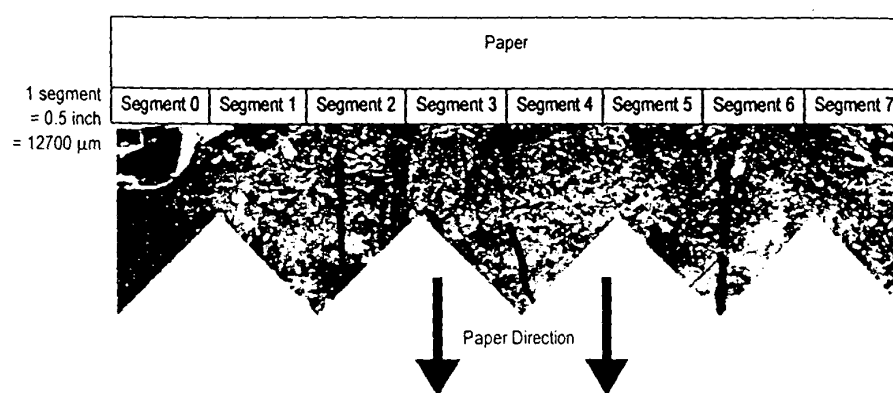 Paper
1 segment
= 0.5 inch
= 12700 µm
Segment 0 Segment 1 Segment 2 Segment 3 Segment 4 Segment 5 Segment 6 Segment 7
Paper Direction